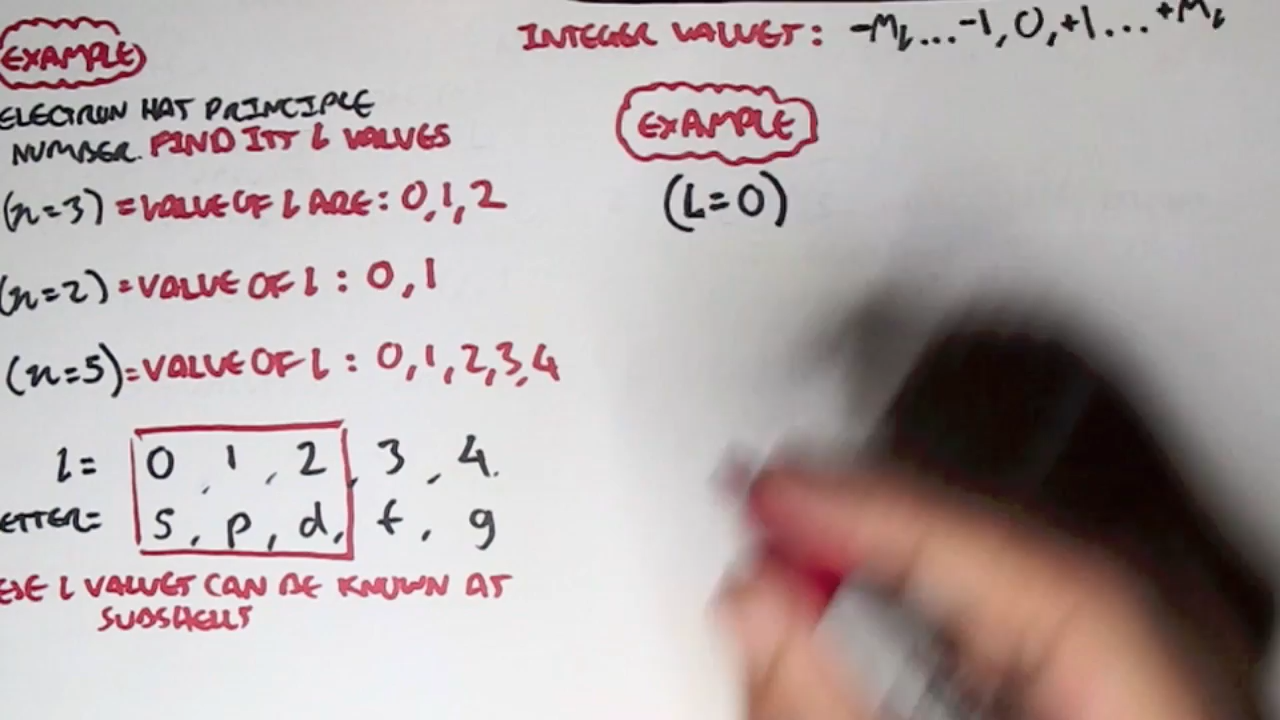 EXAMPLE
ELECTRON HAS PRINCIPLE
NUMBER. FIND ITS L VALUES
(n=3) = VALUE OF L ARE: 0,1,2
(n=2) = VALUE OF L : 0,1
(n=5) = VALUE OF L : 0,1,2,3,4
l= 0 , 1 , 2 , 3 , 4.
ETTER= s, p, d, f, g
ESE L VALUES CAN BE KNOWN AS
SUBSHELLS
INTEGER VALUES: -ML...-1, 0, +1... +ML
EXAMPLE
(L=0)